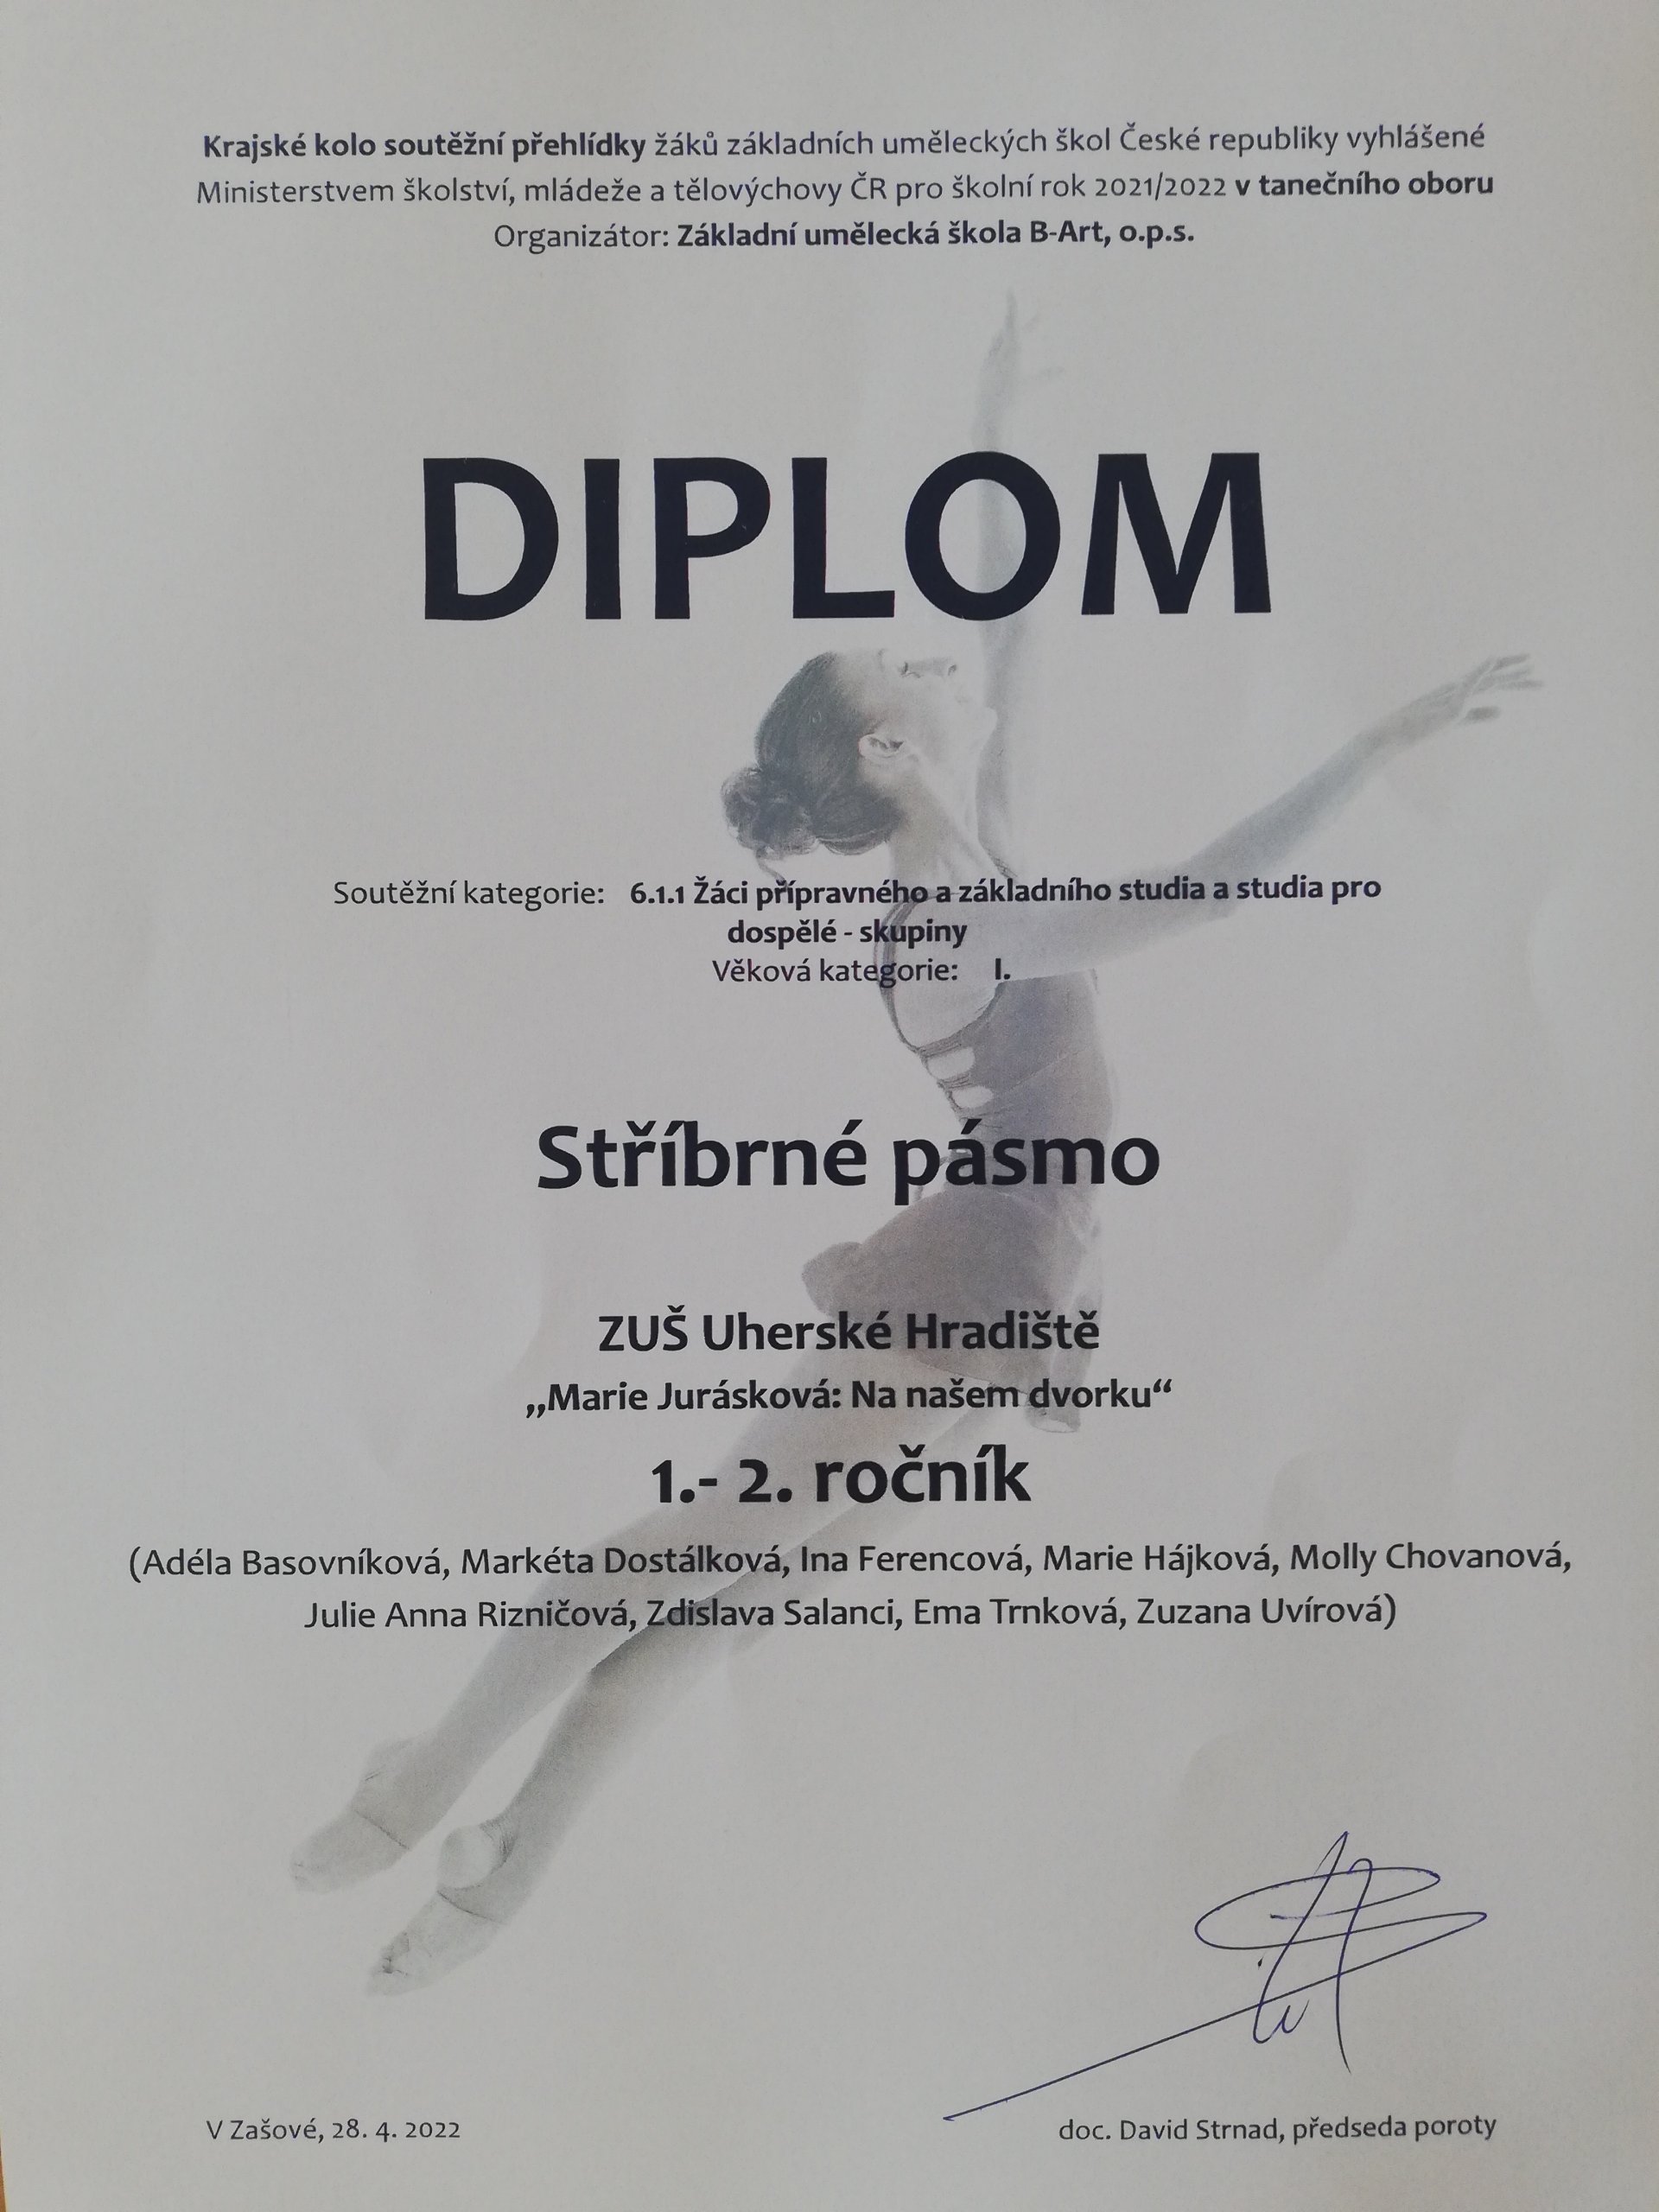 Krajské kolo soutěžní přehlídky žáků základních uměleckých škol České republiky vyhlášené
Ministerstvem školství, mládeže a tělovýchovy ČR pro školní rok 2021/2022 v tanečního oboru
Organizátor: Základní umělecká škola B-Art, o.p.s.
DIPLOM
Soutěžní kategorie: 6.1.1 Žáci přípravného a základního studia a studia pro
dospělé - skupiny
Věková kategorie: I.
Stříbrné pásmo
ZUŠ Uherské Hradiště
„Marie Jurásková: Na našem dvorku“
1.- 2. ročník
(Adéla Basovníková, Markéta Dostálková, Ina Ferencová, Marie Hájková, Molly Chovanová,
Julie Anna Rizničová, Zdislava Salanci, Ema Trnková, Zuzana Uvírová)
V Zašové, 28. 4. 2022
doc. David Strnad, předseda poroty